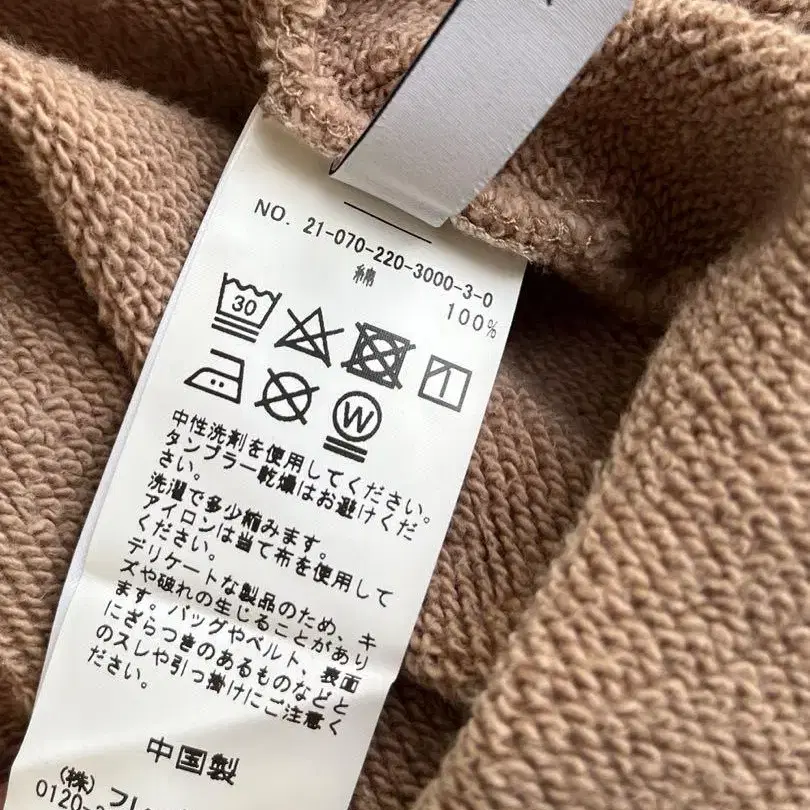 NO. 21-070-220-3000-3-0
綿
100%
30
W
中性洗剤を使用してください。
タンブラー乾燥はお避けくだ
さい。
洗濯で多少縮みます。
アイロンは当て布を使用して
ください。
デリケートな製品のため、キ
ズや破れの生じることがあり
ます。バッグやベルト、表面
にざらつきのあるものなどと
のスレや引っ掛けにご注意く
ださい。
中国製
(株)フレ
0120-